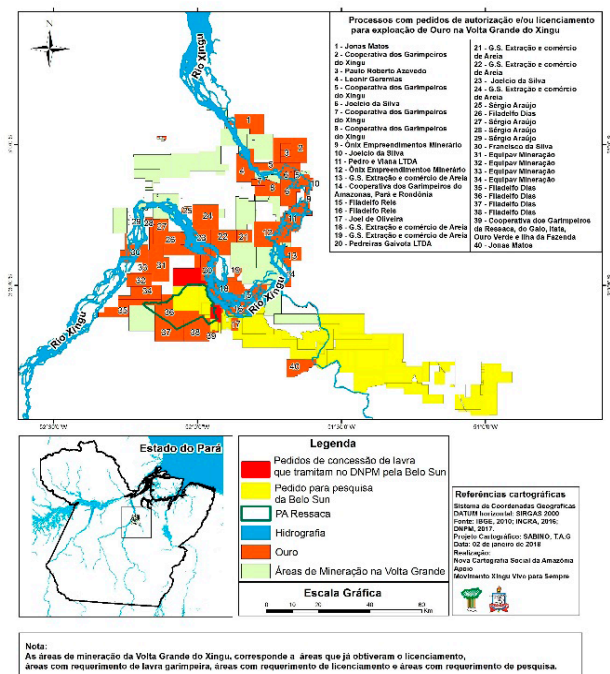 Processos com pedidos de autorização e/ou licenciamento
para exploação de Ouro na Volta Grande do Xingu
1 - Jonas Matos
2 - Cooperativa dos Garimpeiros
do Xingu
3 - Paulo Roberto Azevedo
4 - Leonir Geremias
5 - Cooperativa dos Garimpeiros
do Xingu
6 - Joelcio da Silva
7 - Cooperativa dos Garimpeiros
do Xingu
8 - Cooperativa dos Garimpeiros
do Xingu
9 - Ônix Empreendimentos Minerário
10 - Joelcio da Silva
11 - Pedro e Viana LTDA
12 - Ônix Empreendimentos Minerário
13 - G.S. Extração e comércio de Areia
14 - Cooperativa dos Garimpeiros do
Amazonas, Pará e Rondônia
15 - Filadelfo Reis
16 - Filadelfo Reis
17 - Joel de Oliveira
18 - G.S. Extração e comércio de Areia
19 - G.S. Extração e comércio de Areia
20 - Pedreiras Gaivota LTDA
21 - G.S. Extração e comércio
de Areia
22 - G.S. Extração e comércio
de Areia
23 - Joelcio da Silva
24 - G.S. Extração e comércio
de Areia
25 - Sérgio Araújo
26 - Filadelfo Dias
27 - Sérgio Araújo
28 - Sérgio Araújo
29 - Sérgio Araújo
30 - Francisco da Silva
31 - Equipav Mineração
32 - Equipav Mineração
33 - Equipav Mineração
34 - Equipav Mineração
35 - Filadelfo Dias
36 - Filadelfo Dias
37 - Filadelfo Dias
38 - Filadelfo Dias
39 - Cooperativa dos Garimpeiros
da Ressaca, do Galo, Itata,
Ouro Verde e Ilha da Fazenda
40 - Jonas Matos
N
Rio Xingu
Rio Xingu
Rio Xingu
Estado do Pará
Legenda
Pedidos de concessão de lavra
que tramitam no DNPM pela Belo Sun
Pedido para pesquisa
da Belo Sun
PA Ressaca
Hidrografia
Ouro
Áreas de Mineração na Volta Grande
Escala Gráfica
0 10 20 40 60
Km
Referências cartográficas
Sistema de Coordenadas Geográficas
DATUM horizontal: SIRGAS 2000
Fonte: IBGE, 2010; INCRA, 2016;
DNPM, 2017.
Projeto Cartográfico: SABINO, T.A.G
Data: 02 de janeiro de 2018
Realização:
Nova Cartografia Social da Amazônia
Apoio
Movimento Xingu Vivo para Sempre
Nota:
As áreas de mineração da Volta Grande do Xingu, corresponde a áreas que já obtiveram o licenciamento,
áreas com requerimento de lavra garimpeira, áreas com requerimento de licenciamento e áreas com requerimento de pesquisa.